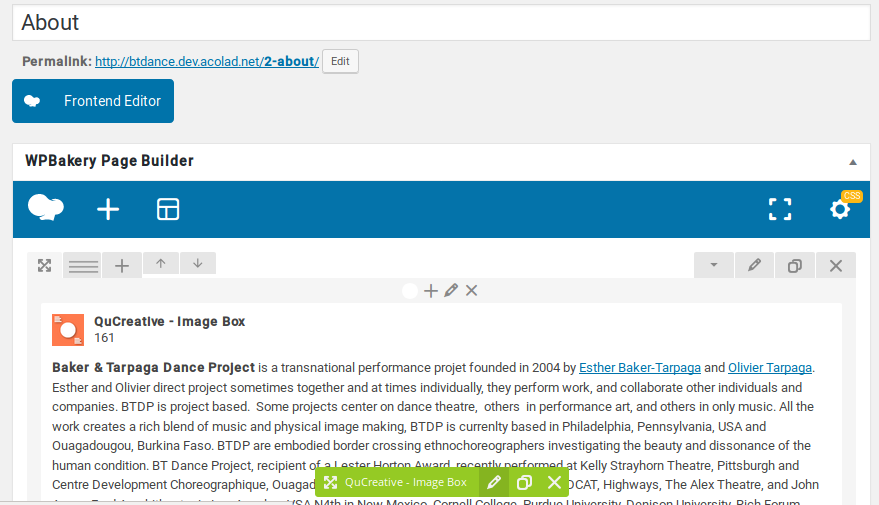 About
Permalink: http://btdance.dev.acolad.net/2-about/ Edit
Frontend Editor
WPBakery Page Builder
CSS
QuCreative - Image Box
161
Baker & Tarpaga Dance Project is a transnational performance projet founded in 2004 by Esther Baker-Tarpaga and Olivier Tarpaga.
Esther and Olivier direct project sometimes together and at times individually, they perform work, and collaborate other individuals and
companies. BTDP is project based. Some projects center on dance theatre, others in performance art, and others in only music. All the
work creates a rich blend of music and physical image making, BTDP is currenlty based in Philadelphia, Pennsylvania, USA and
Ouagadougou, Burkina Faso. BTDP are embodied border crossing ethnochoreographers investigating the beauty and dissonance of the
human condition. BT Dance Project, recipient of a Lester Horton Award, recently performed at Kelly Strayhorn Theatre, Pittsburgh and
Centre Development Choreographique, Ouagad
QuCreative - Image Box
DCAT, Highways, The Alex Theatre, and John
USA N4th in New Mexico, Cornell College, Purdue University, Denison University, Rich Forum